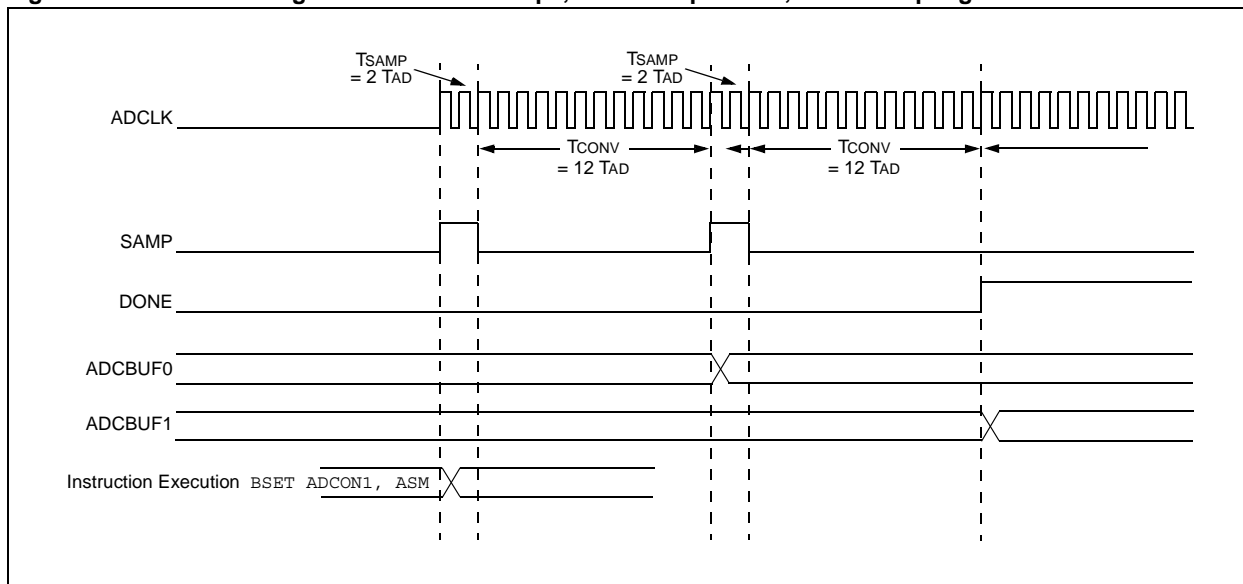 TSAMP
= 2 TAD
TSAMP
= 2 TAD
ADCLK
TCONV
= 12 TAD
TCONV
= 12 TAD
SAMP
DONE
ADCBUF0
ADCBUF1
Instruction Execution BSET ADCON1, ASM